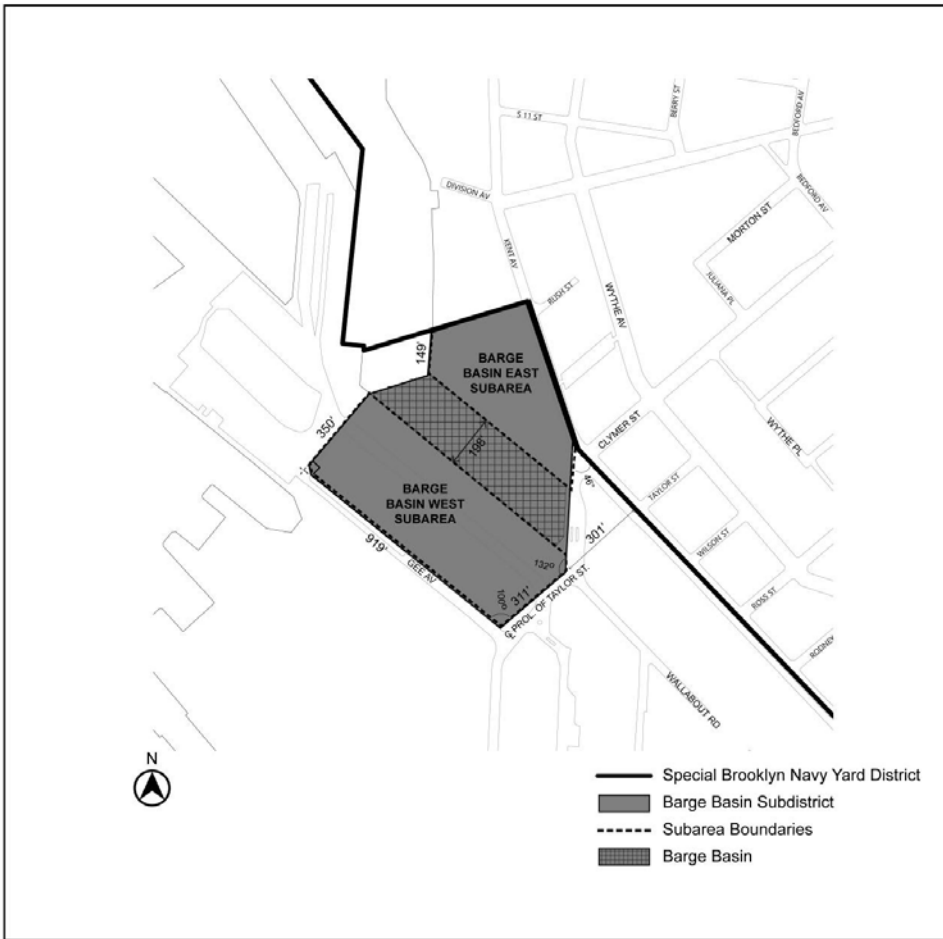 S 11 ST
BERRY ST
BEDFORD AV
DIVISION AV
BEDFORD AV
MORTON ST
KENT AV
JULIANA PL
RUSH ST
WYTHE AV
149'
BARGE
BASIN EAST
SUBAREA
350'
198'
CLYMER ST
WYTHE PL
46°
TAYLOR ST
BARGE
BASIN WEST
SUBAREA
301'
WILSON ST
919'
GEE AV
132°
ROSS ST
100°
311'
℄ PROL. OF TAYLOR ST.
RODNEY
WALLABOUT RD
N
Special Brooklyn Navy Yard District
Barge Basin Subdistrict
Subarea Boundaries
Barge Basin